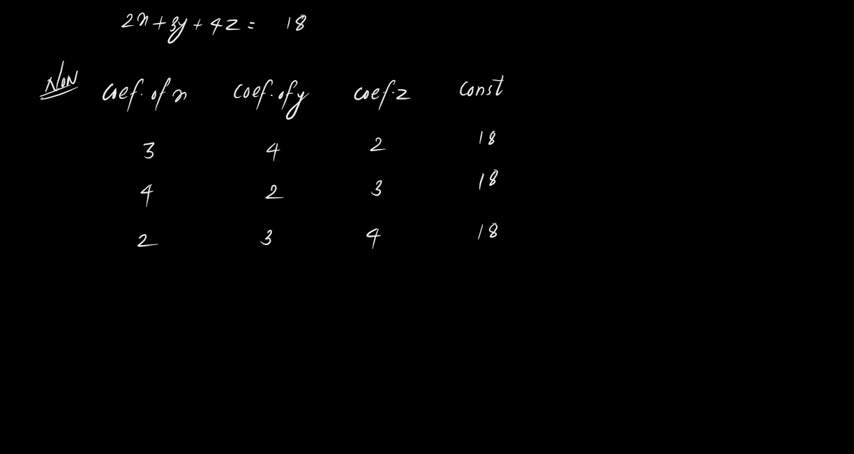 2x + 3y + 4z = 18
Now coef. of x coef. of y coef. z const
3 4 2 18
4 2 3 18
2 3 4 18